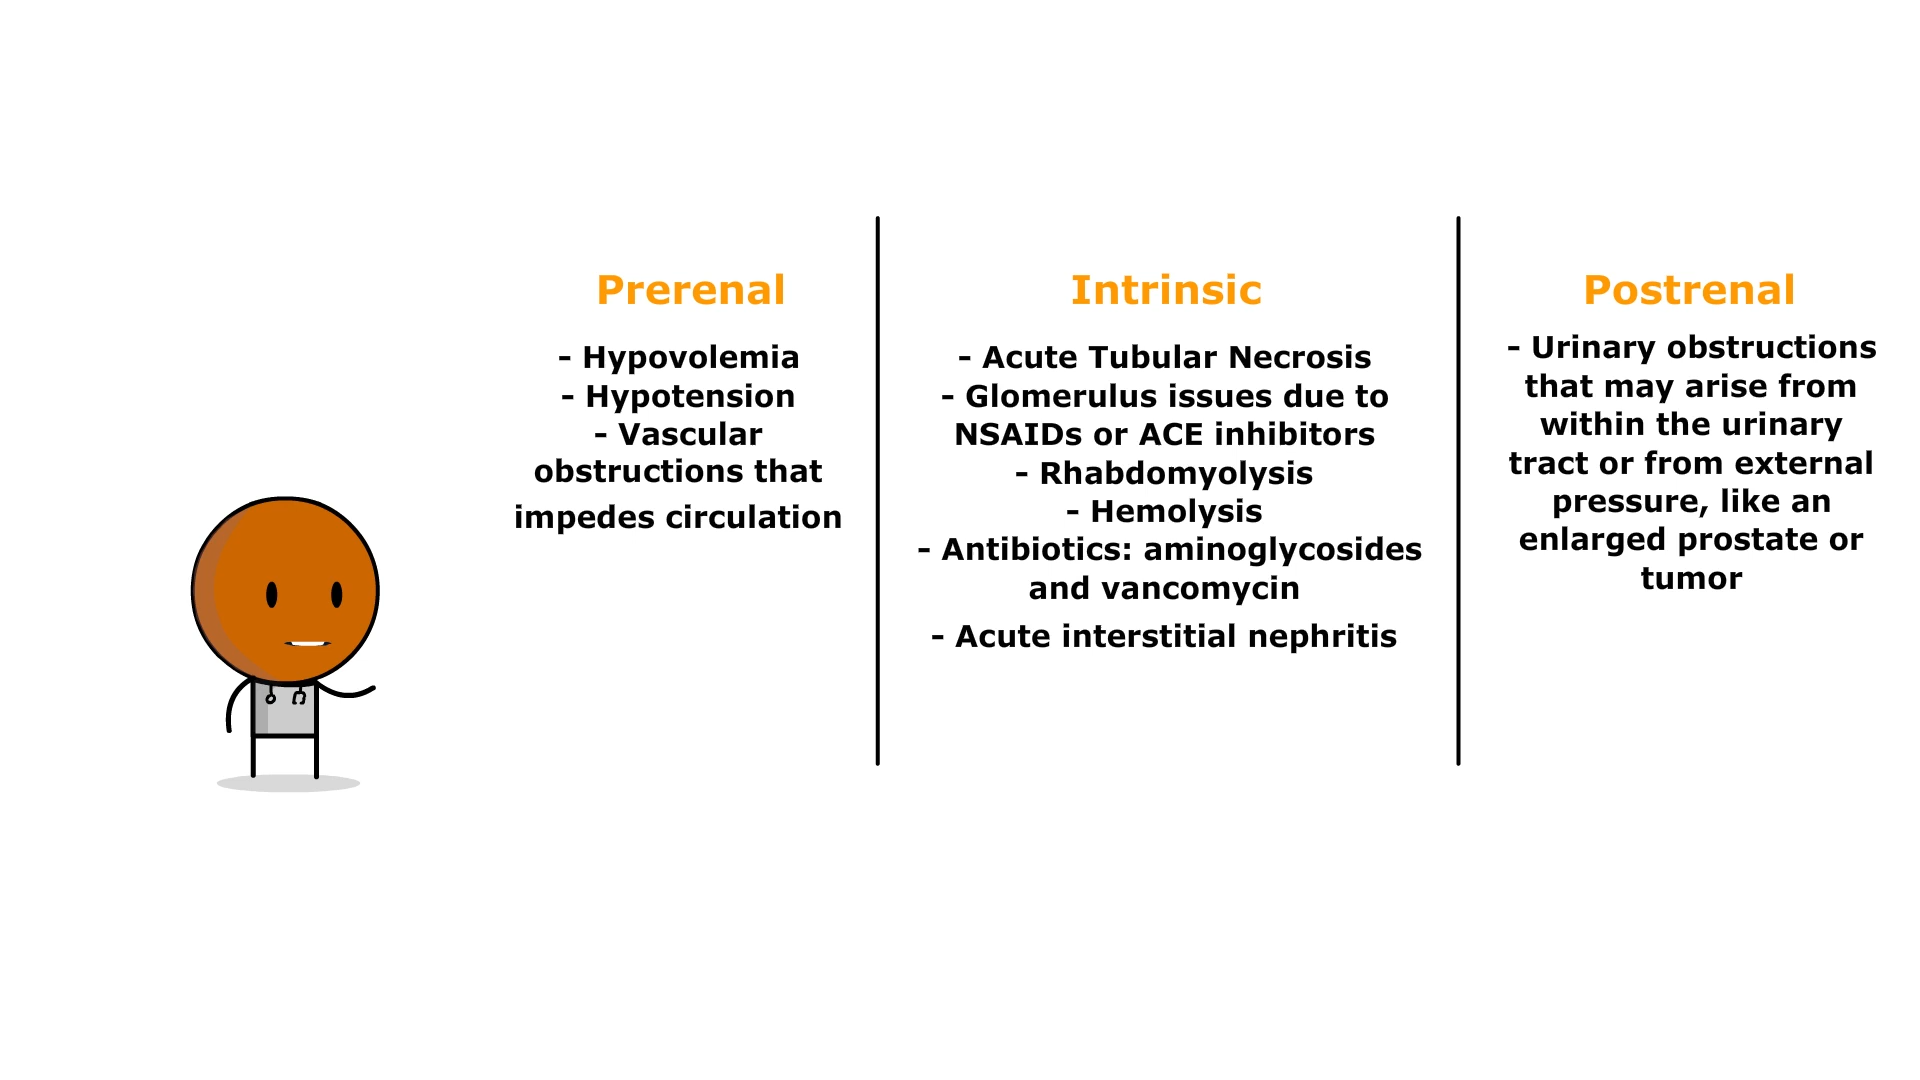 Prerenal
- Hypovolemia
- Hypotension
- Vascular
obstructions that
impedes circulation
Intrinsic
- Acute Tubular Necrosis
- Glomerulus issues due to
NSAIDs or ACE inhibitors
- Rhabdomyolysis
- Hemolysis
- Antibiotics: aminoglycosides
and vancomycin
- Acute interstitial nephritis
Postrenal
- Urinary obstructions
that may arise from
within the urinary
tract or from external
pressure, like an
enlarged prostate or
tumor